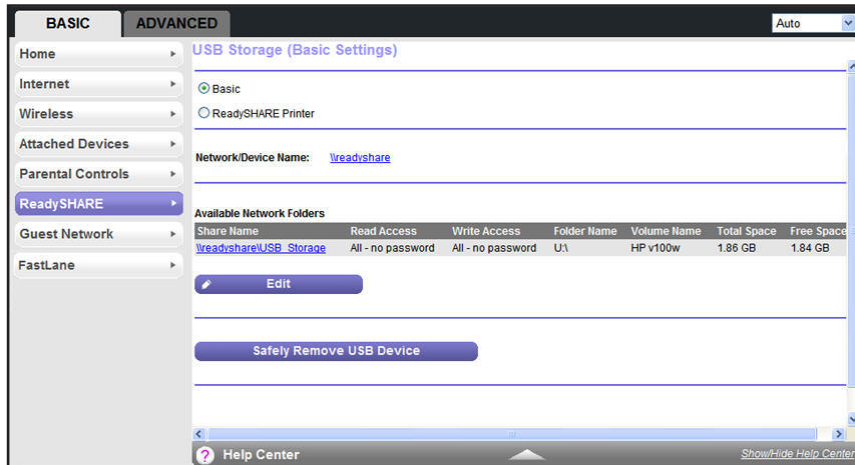 BASIC ADVANCED Auto
Home
Internet
Wireless
Attached Devices
Parental Controls
ReadySHARE
Guest Network
FastLane
USB Storage (Basic Settings)
Basic
ReadySHARE Printer
Network/Device Name: \\readyshare
Available Network Folders
Share Name Read Access Write Access Folder Name Volume Name Total Space Free Space
\\readyshare\USB_Storage All - no password All - no password U:\ HP v100w 1.86 GB 1.84 GB
Edit
Safely Remove USB Device
? Help Center Show/Hide Help Center